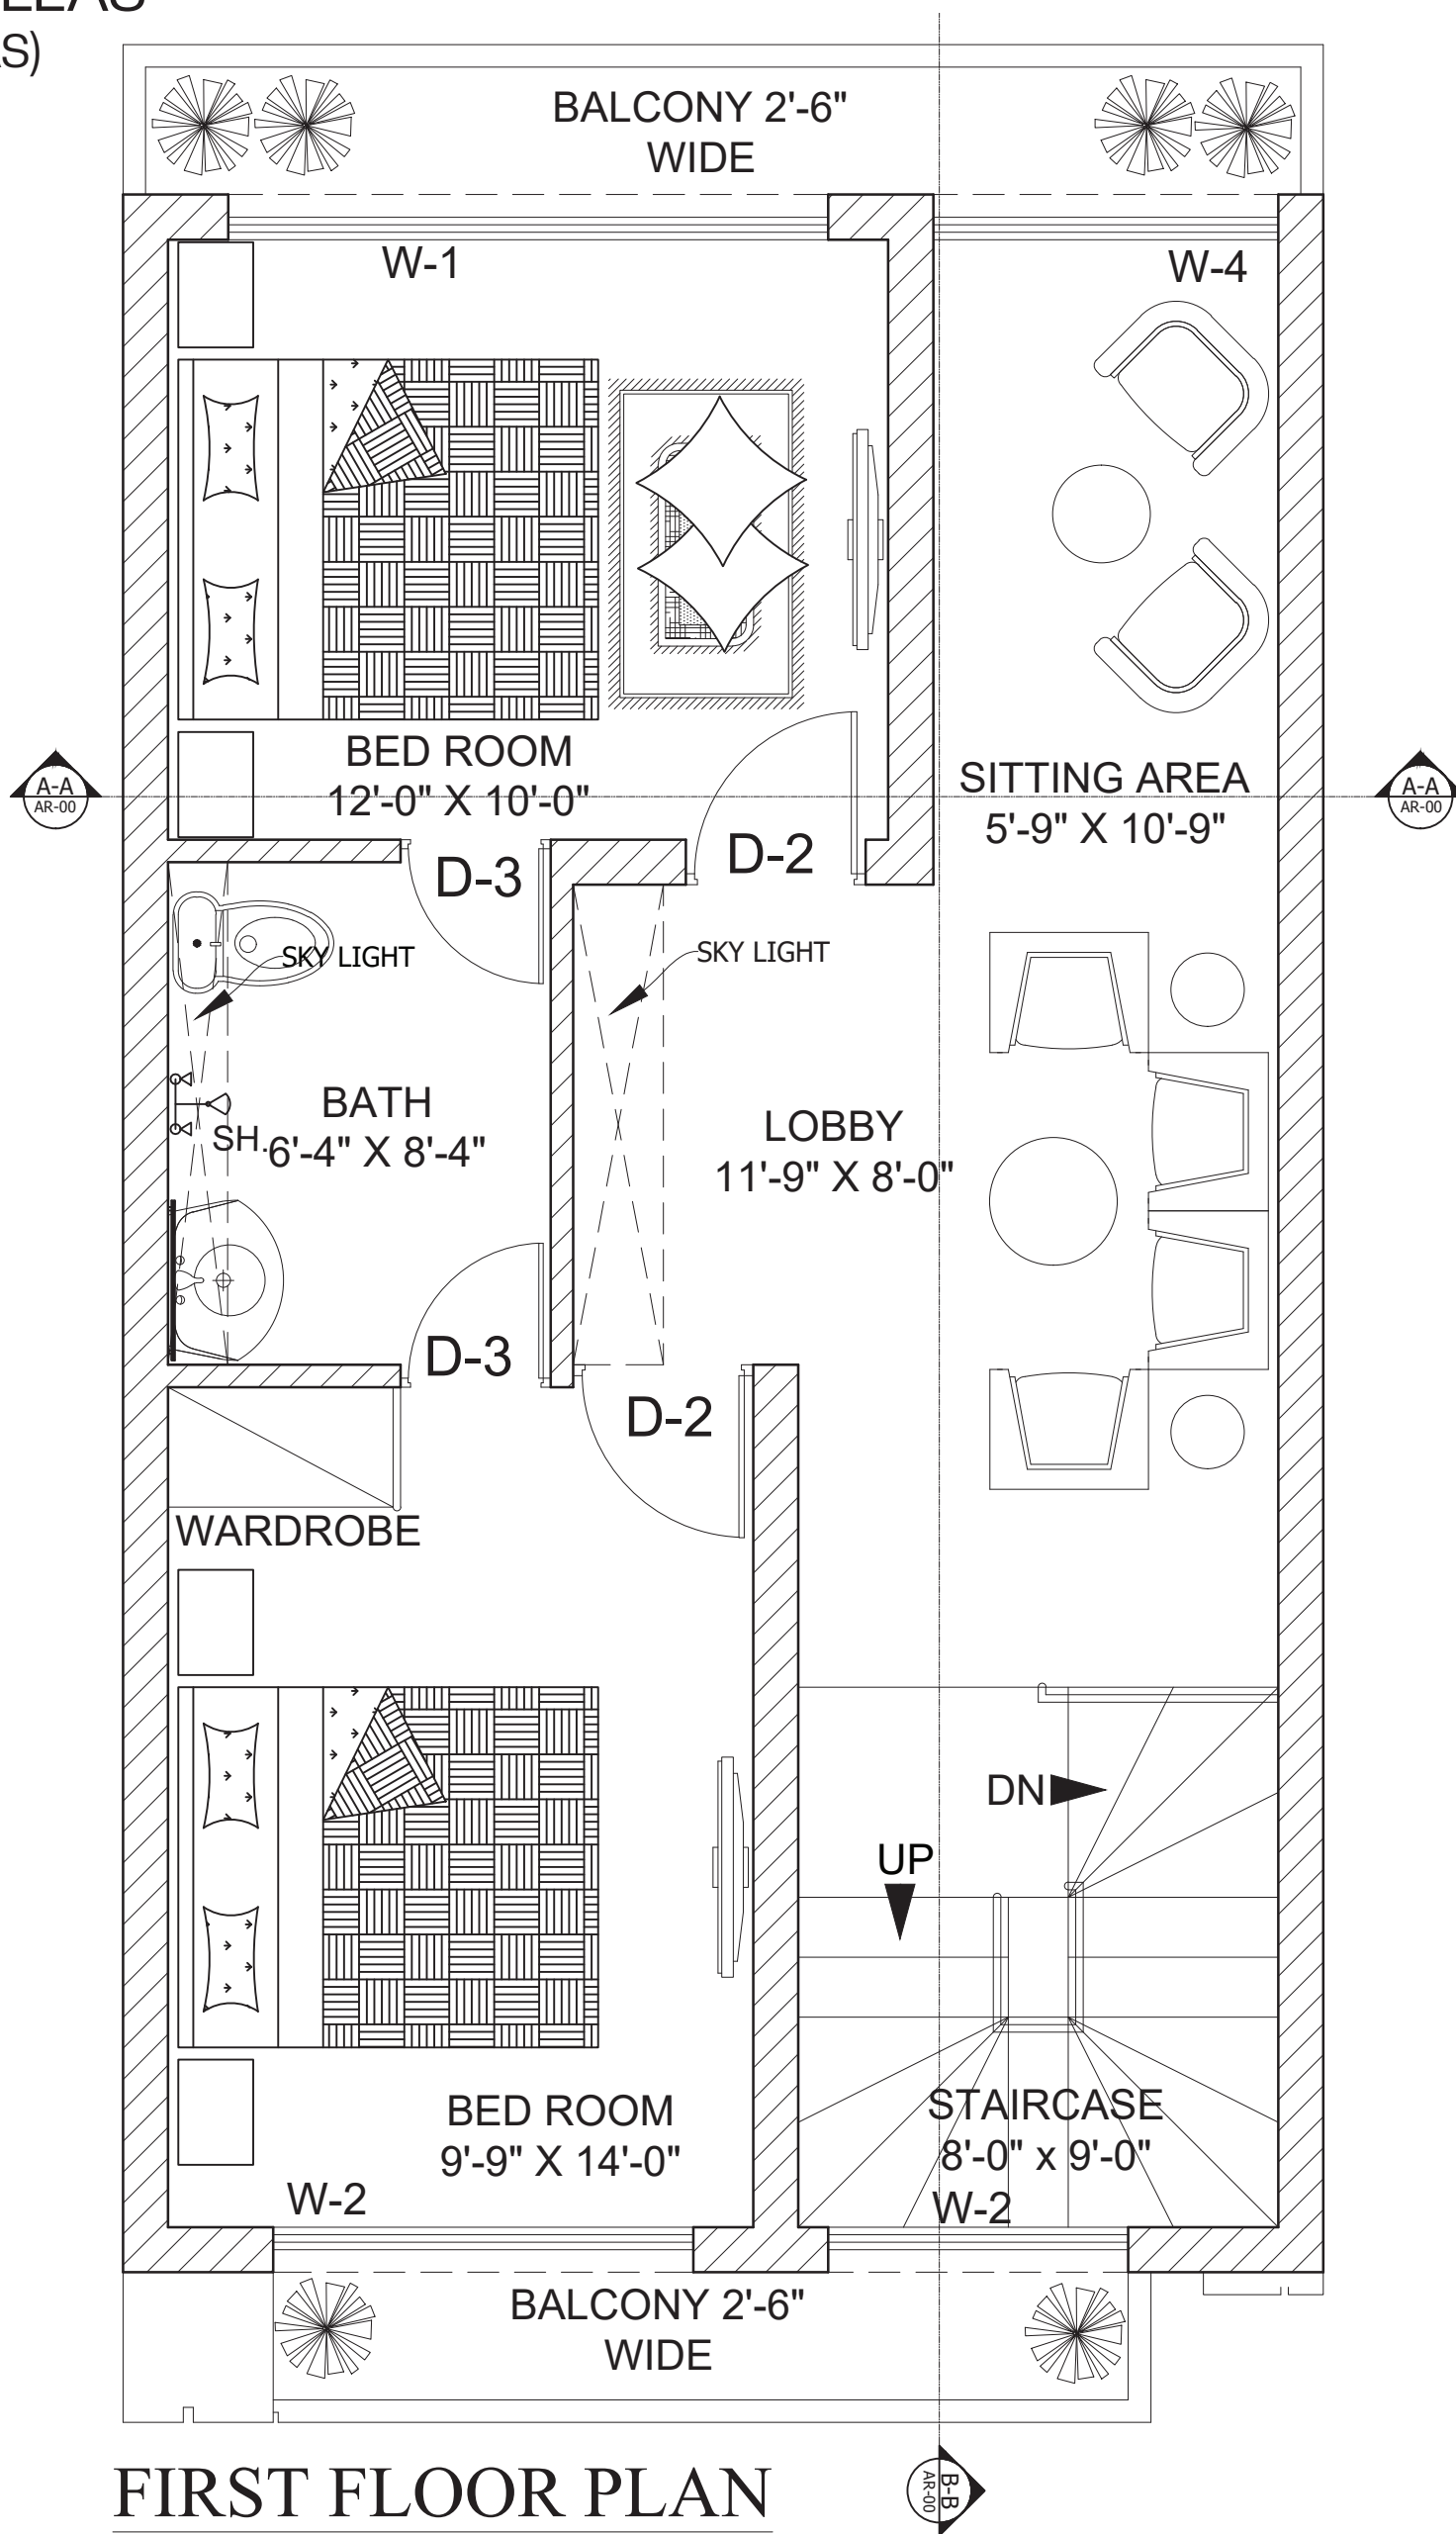 AS)
BALCONY 2'-6"
WIDE
W-1
W-4
BED ROOM
12'-0" X 10'-0"
SITTING AREA
5'-9" X 10'-9"
A-A
AR-00
A-A
AR-00
D-3
D-2
SKY LIGHT
SKY LIGHT
BATH
SH.
6'-4" X 8'-4"
LOBBY
11'-9" X 8'-0"
D-3
D-2
WARDROBE
DN
UP
BED ROOM
9'-9" X 14'-0"
STAIRCASE
8'-0" x 9'-0"
W-2
W-2
BALCONY 2'-6"
WIDE
FIRST FLOOR PLAN
B-B
AR-00